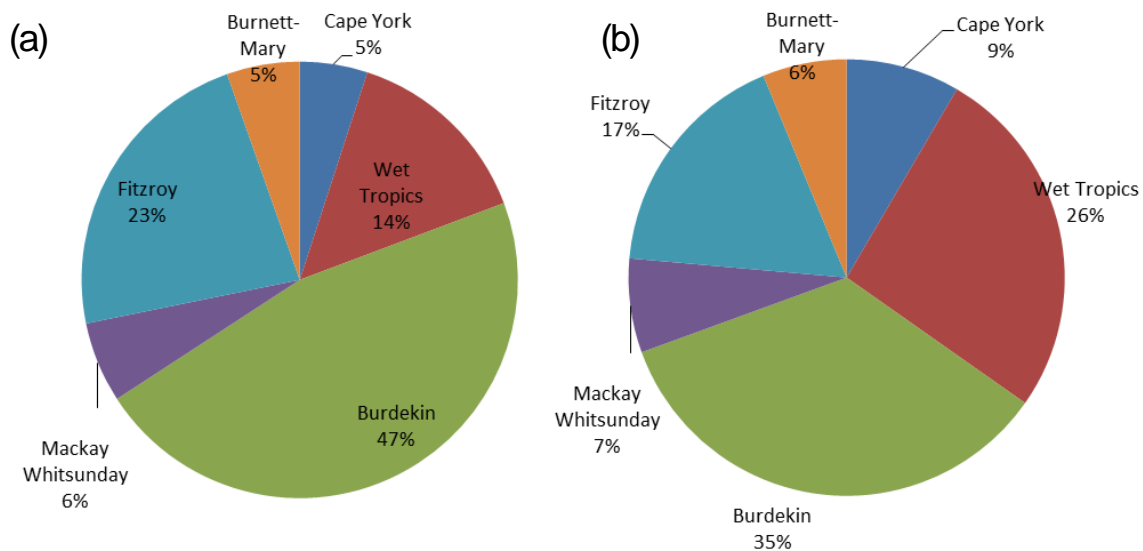 (a)
Burnett-
Mary
5%
Cape York
5%
Wet
Tropics
14%
Fitzroy
23%
Burdekin
47%
Mackay
Whitsunday
6%
(b)
Burnett-
Mary
6%
Cape York
9%
Fitzroy
17%
Wet Tropics
26%
Mackay
Whitsunday
7%
Burdekin
35%